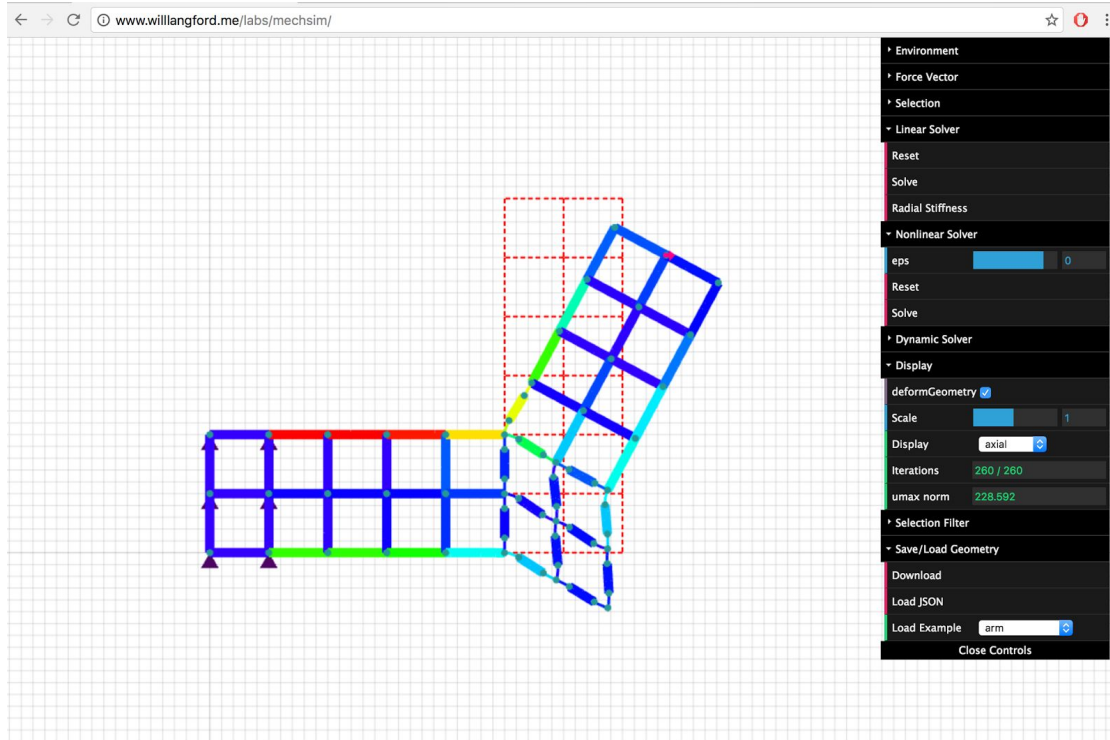 www.willlangford.me/labs/mechsim/
Environment
Force Vector
Selection
Linear Solver
Reset
Solve
Radial Stiffness
Nonlinear Solver
eps 0
Reset
Solve
Dynamic Solver
Display
deformGeometry
Scale 1
Display axial
Iterations 260 / 260
umax norm 228.592
Selection Filter
Save/Load Geometry
Download
Load JSON
Load Example arm
Close Controls